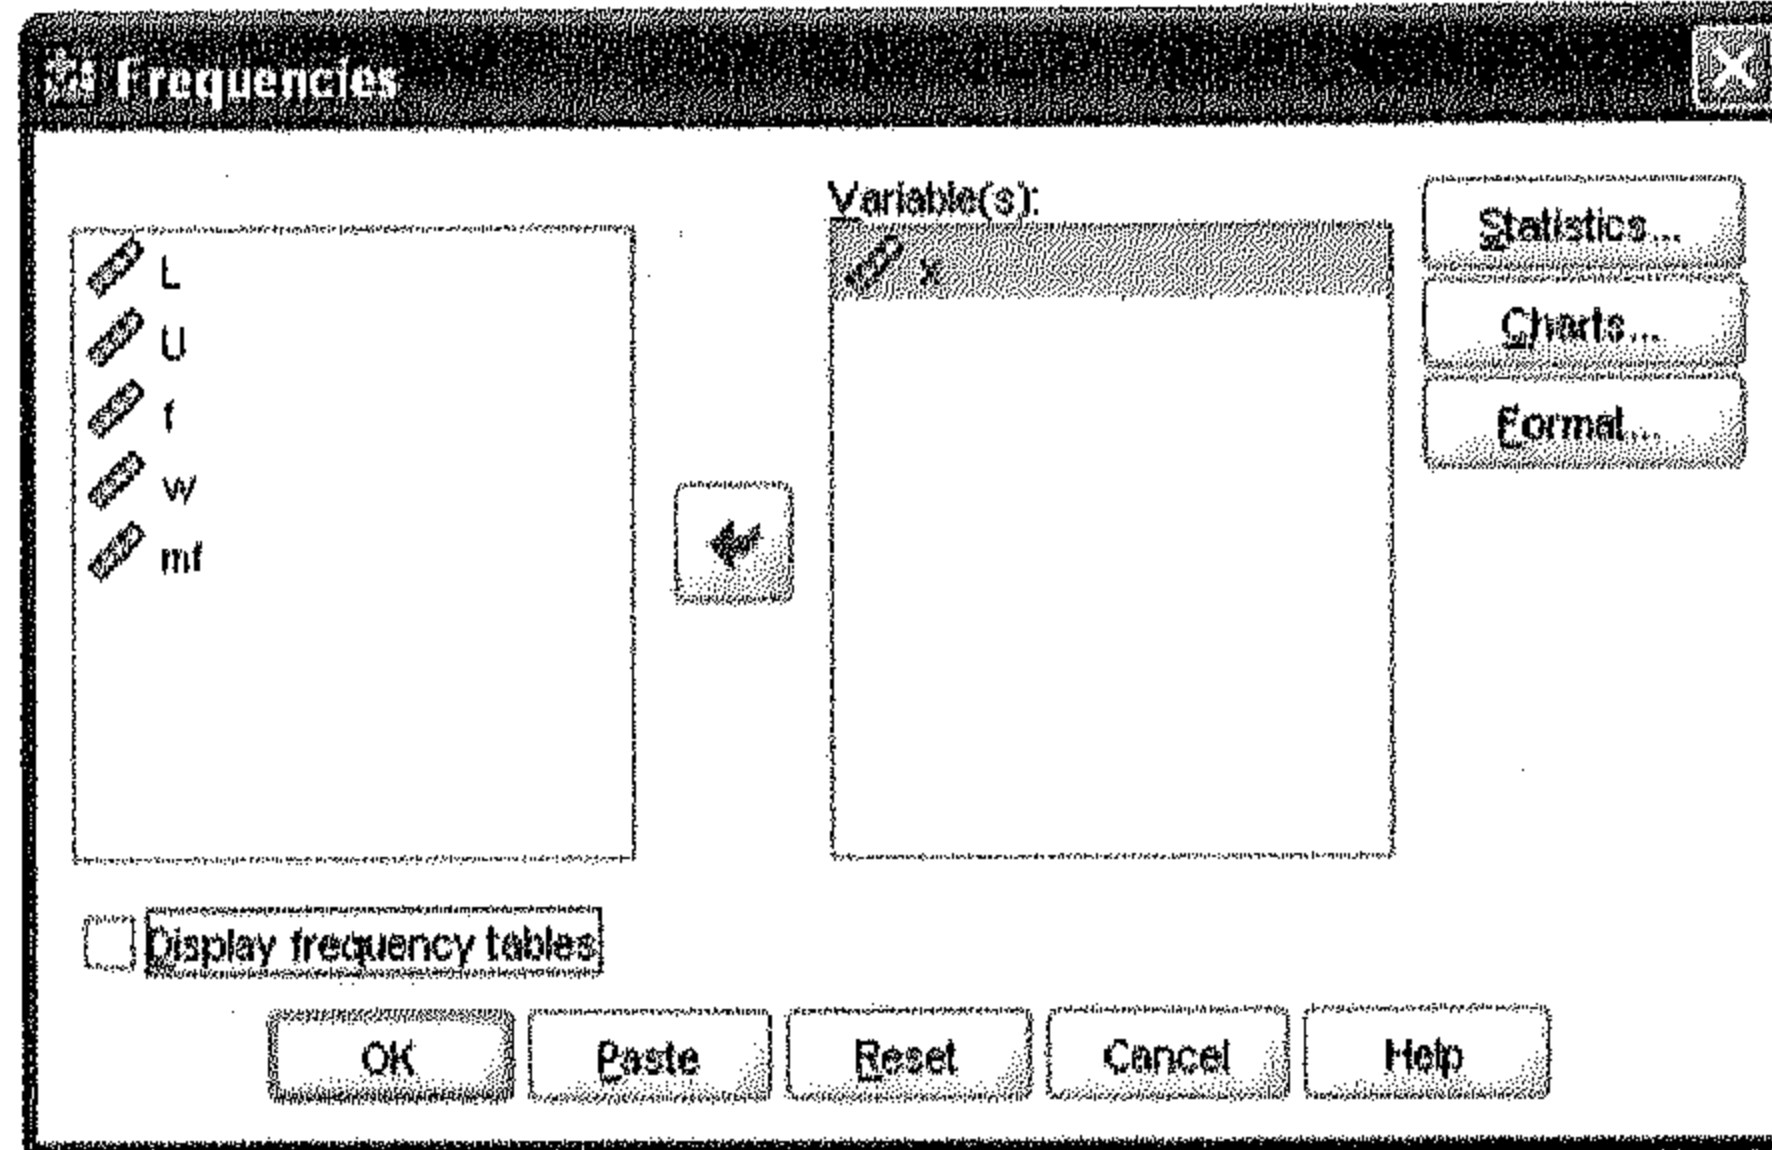 Frequencies
Variable(s):
L
U
f
w
mf
x
Statistics...
Charts...
Format...
Display frequency tables
OK
Paste
Reset
Cancel
Help